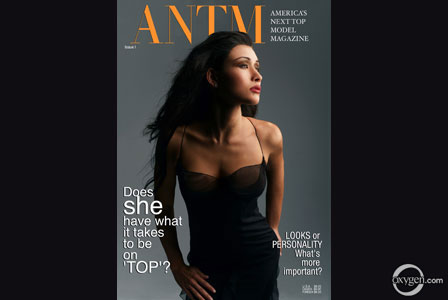 ANTM
AMERICA'S
NEXT TOP
MODEL
MAGAZINE
Issue 1
Does
she
have what
it takes
to be
on
'TOP'?
LOOKS or
PERSONALITY
What's
more
important?
oxygen.com